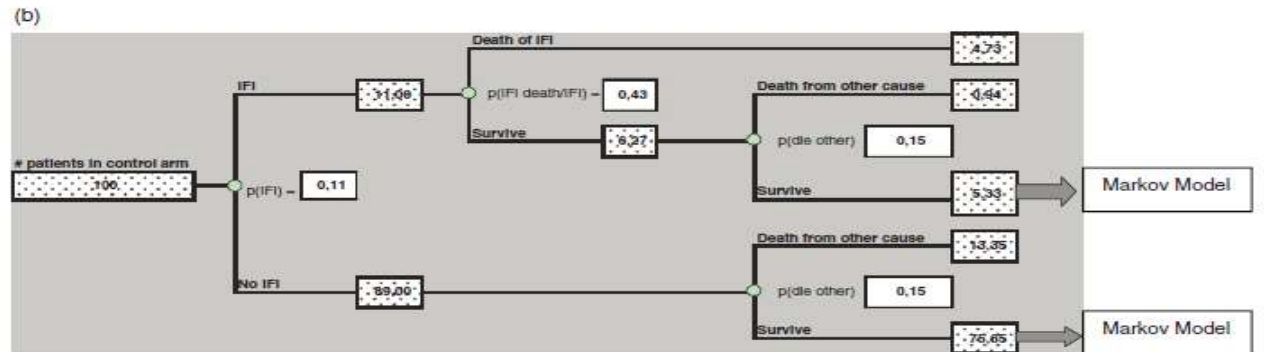 (b)
Death of IFI
4,73
IFI
11,00
p(IFI death/IFI) =
0,43
Death from other cause
0,94
Survive
6,27
p(die other)
0,15
# patients in control arm
100
p(IFI) =
0,11
Survive
5,33
Markov Model
Death from other cause
13,35
No IFI
89,00
p(die other)
0,15
Survive
75,65
Markov Model